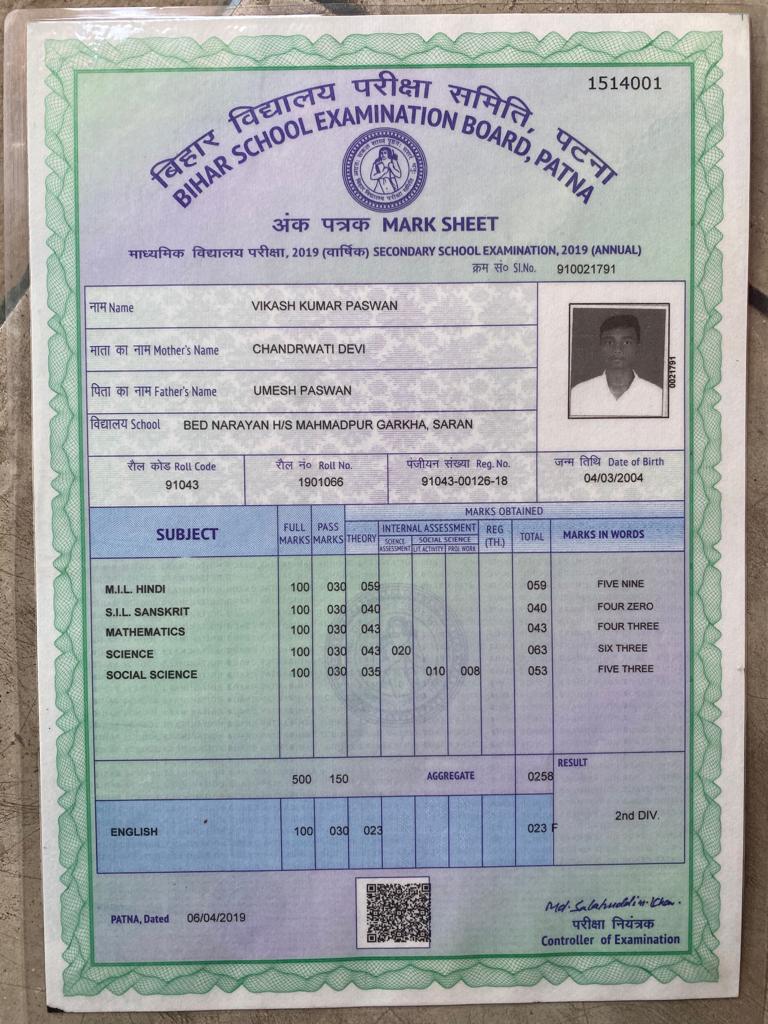 1514001
बिहार विद्यालय परीक्षा समिति, पटना
BIHAR SCHOOL EXAMINATION BOARD, PATNA
अंक पत्रक MARK SHEET
माध्यमिक विद्यालय परीक्षा, 2019 (वार्षिक) SECONDARY SCHOOL EXAMINATION, 2019 (ANNUAL)
क्रम सं० Sl.No. 910021791
नाम Name VIKASH KUMAR PASWAN
माता का नाम Mother's Name CHANDRWATI DEVI
पिता का नाम Father's Name UMESH PASWAN
0021791
विद्यालय School BED NARAYAN H/S MAHMADPUR GARKHA, SARAN
रौल कोड Roll Code रौल नं० Roll No. पंजीयन संख्या Reg. No. जन्म तिथि Date of Birth
91043 1901066 91043-00126-18 04/03/2004
MARKS OBTAINED
SUBJECT FULL MARKS PASS MARKS THEORY INTERNAL ASSESSMENT REG (TH.) TOTAL MARKS IN WORDS
SCIENCE ASSESSMENT SOCIAL SCIENCE
LIT ACTIVITY PROJ WORK
M.I.L. HINDI 100 030 059 059 FIVE NINE
S.I.L. SANSKRIT 100 030 040 040 FOUR ZERO
MATHEMATICS 100 030 043 043 FOUR THREE
SCIENCE 100 030 043 020 063 SIX THREE
SOCIAL SCIENCE 100 030 035 010 008 053 FIVE THREE
RESULT
500 150 AGGREGATE 0258
2nd DIV.
ENGLISH 100 030 023 023 F
PATNA, Dated 06/04/2019
Md. Salahuddin Khan.
परीक्षा नियंत्रक
Controller of Examination